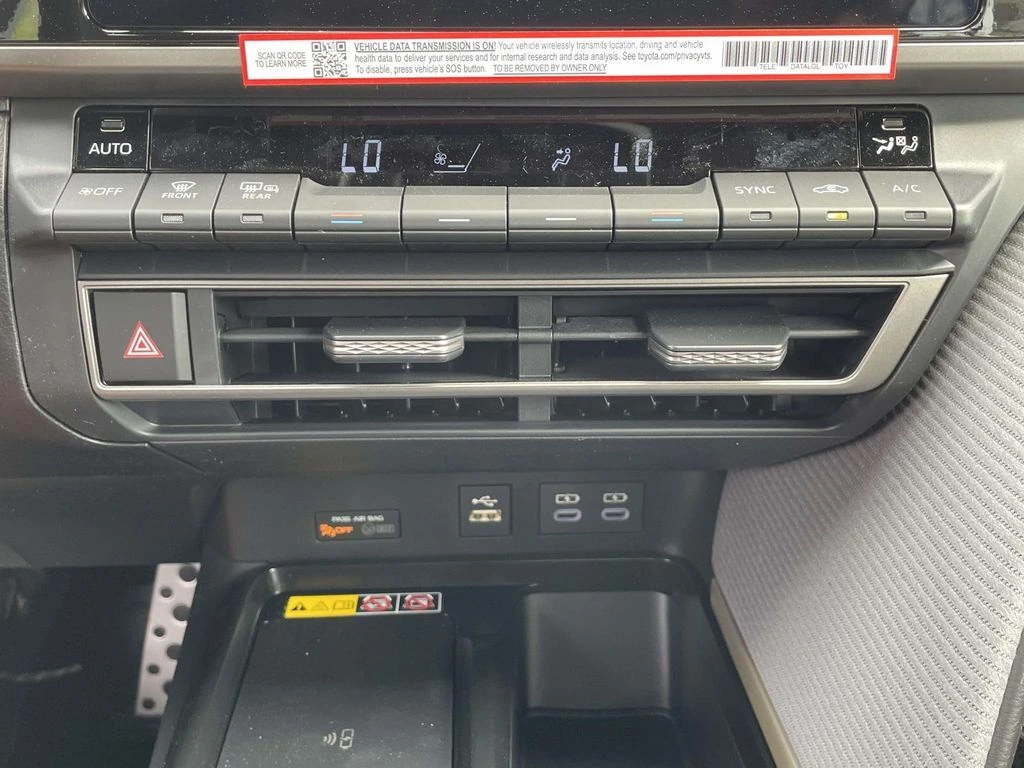 SCAN QR CODE
TO LEARN MORE
VEHICLE DATA TRANSMISSION IS ON! Your vehicle wirelessly transmits location, driving and vehicle
health data to deliver your services and for internal research and data analysis. See toyota.com/privacyvts.
To disable, press vehicle's SOS button. TO BE REMOVED BY OWNER ONLY
TELE DATALGL TOY
AUTO
LO
LO
OFF
FRONT
REAR
SYNC
A/C
PASS AIR BAG
OFF